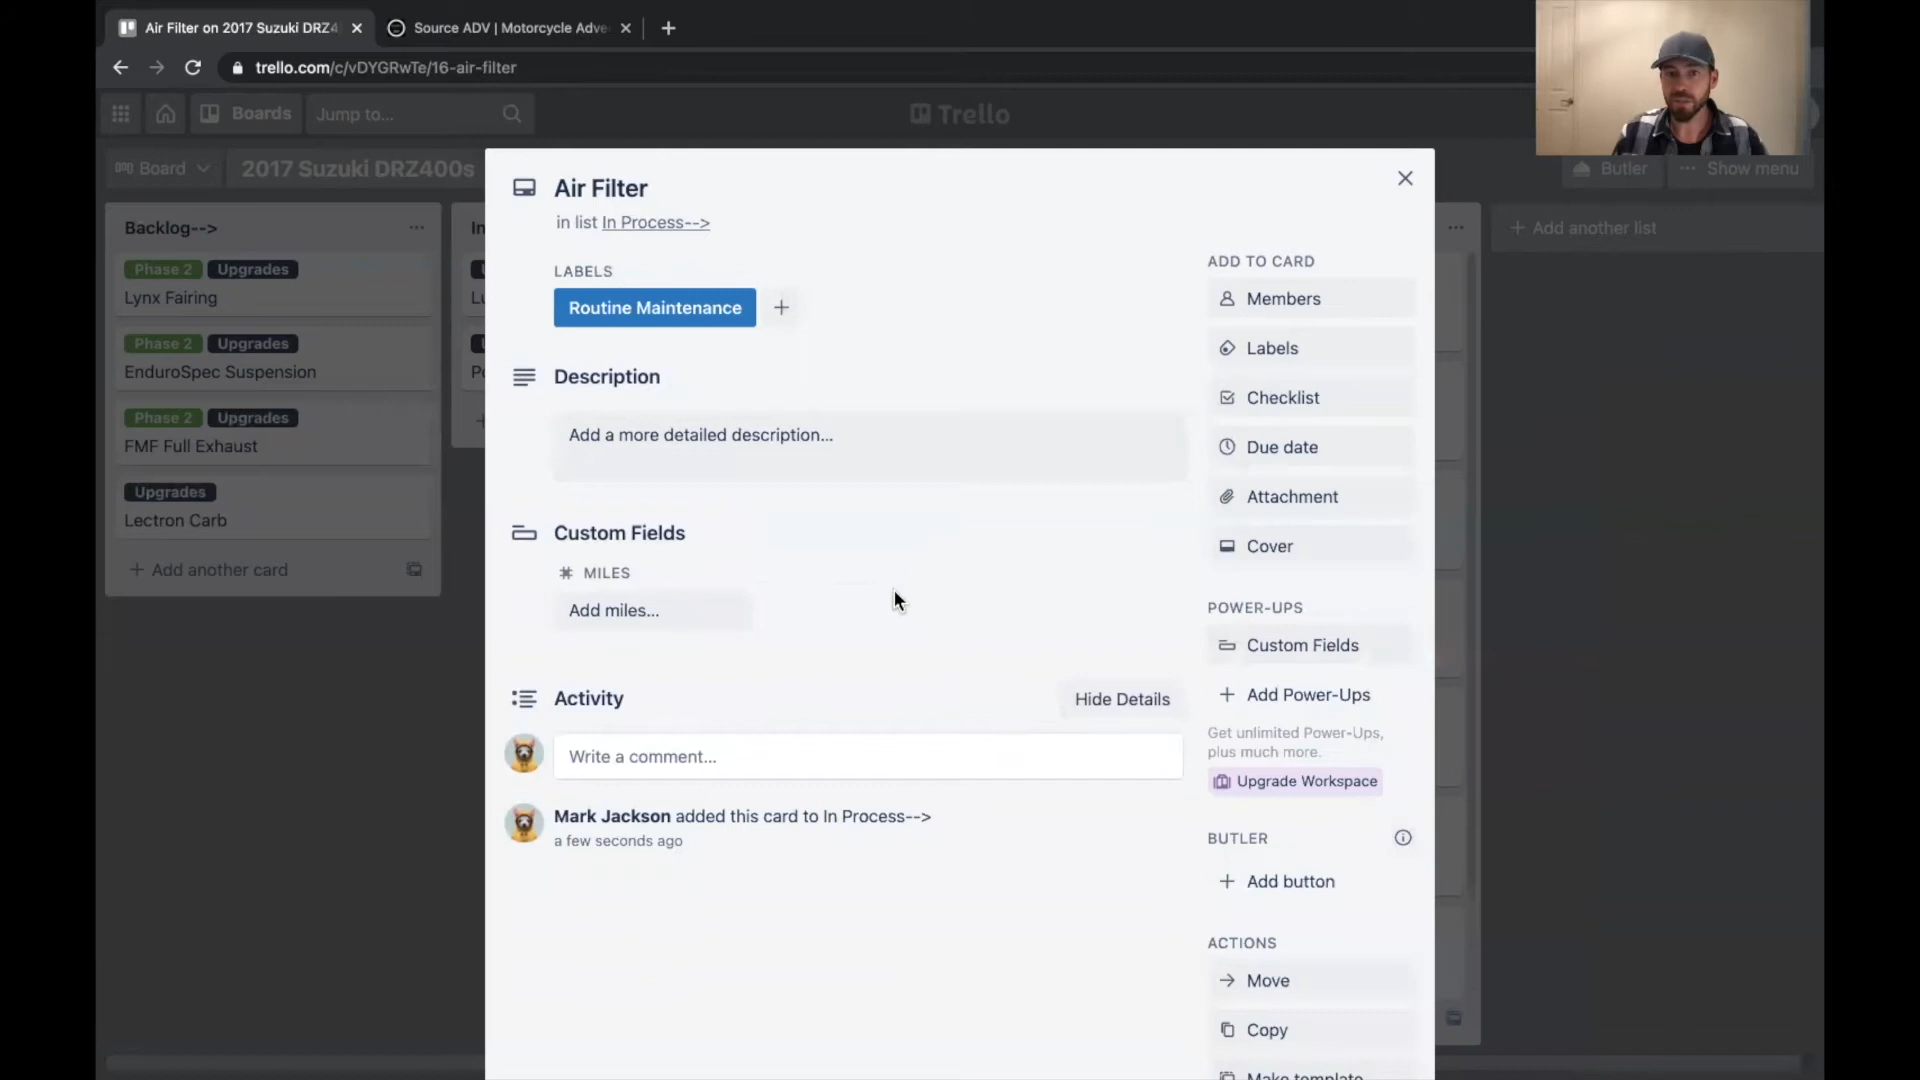 Air Filter on 2017 Suzuki DRZ4
Source ADV | Motorcycle Adve
trello.com/c/vDYGRwTe/16-air-filter
Boards
Jump to...
Trello
Board
2017 Suzuki DRZ400s
Butler
Show menu
Backlog-->
Phase 2 Upgrades
Lynx Fairing
Phase 2 Upgrades
EnduroSpec Suspension
Phase 2 Upgrades
FMF Full Exhaust
Upgrades
Lectron Carb
+ Add another card
+ Add another list
Air Filter
in list In Process-->
LABELS
Routine Maintenance
Description
Add a more detailed description...
Custom Fields
MILES
Add miles...
Activity
Hide Details
Write a comment...
Mark Jackson added this card to In Process-->
a few seconds ago
ADD TO CARD
Members
Labels
Checklist
Due date
Attachment
Cover
POWER-UPS
Custom Fields
+ Add Power-Ups
Get unlimited Power-Ups,
plus much more.
Upgrade Workspace
BUTLER
+ Add button
ACTIONS
Move
Copy
Make template